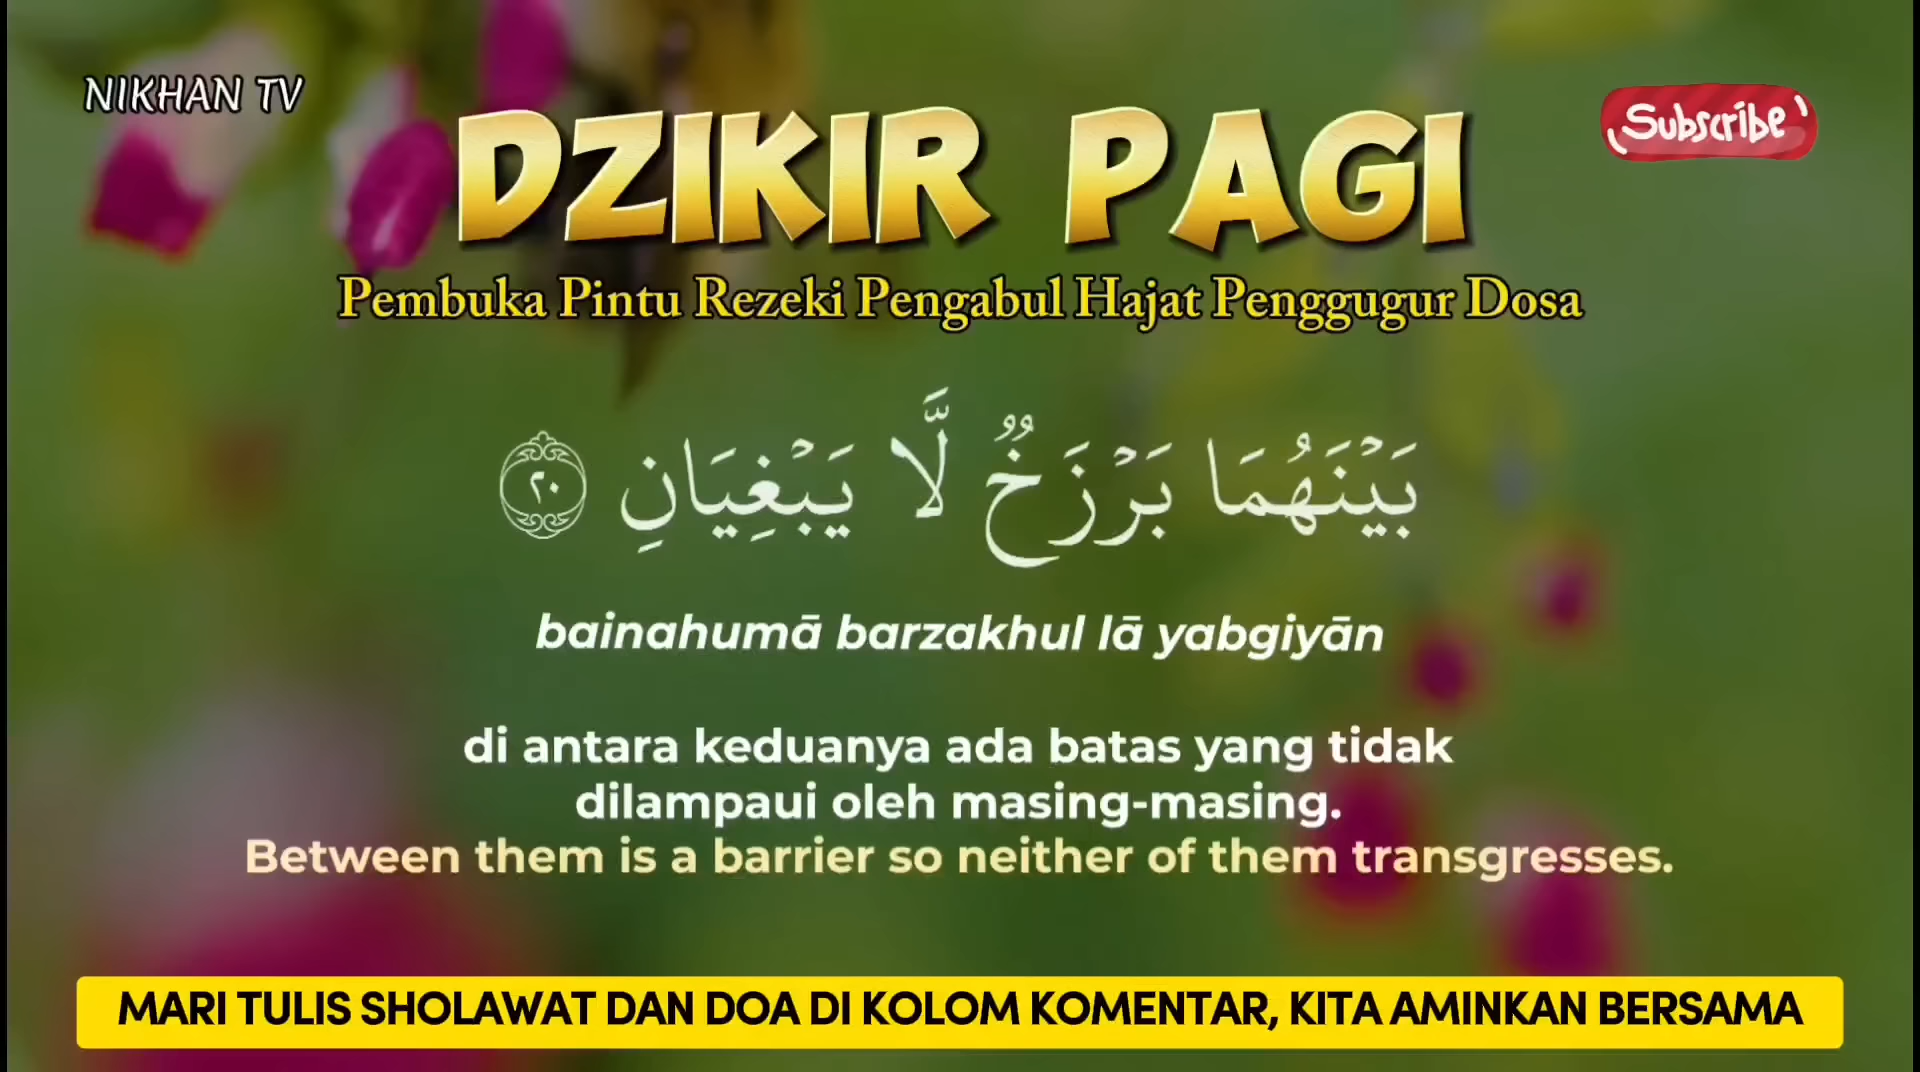 NIKHAN TV
Subscribe
DZIKIR PAGI
Pembuka Pintu Rezeki Pengabul Hajat Penggugur Dosa
بَيْنَهُمَا بَرْزَخٌ لَّا يَبْغِيَانِ ٢٠
bainahumā barzakhul lā yabgiyān
di antara keduanya ada batas yang tidak
dilampaui oleh masing-masing.
Between them is a barrier so neither of them transgresses.
MARI TULIS SHOLAWAT DAN DOA DI KOLOM KOMENTAR, KITA AMINKAN BERSAMA